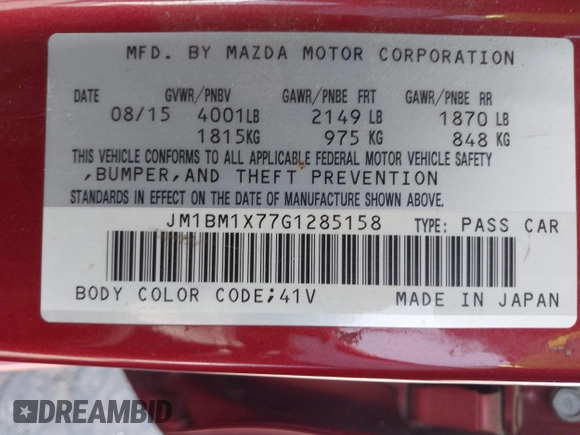 MFD. BY MAZDA MOTOR CORPORATION
DATE GVWR/PNBV GAWR/PNBE FRT GAWR/PNBE RR
08/15 4001LB 2149 LB 1870 LB
1815KG 975 KG 848 KG
THIS VEHICLE CONFORMS TO ALL APPLICABLE FEDERAL MOTOR VEHICLE SAFETY
,BUMPER,AND THEFT PREVENTION
STANDARDS IN EFFECT ON THE DATE OF MANUFACTURE SHOWN ABOVE.
JM1BM1X77G1285158 TYPE: PASS CAR
BODY COLOR CODE;41V MADE IN JAPAN
DREAMBID